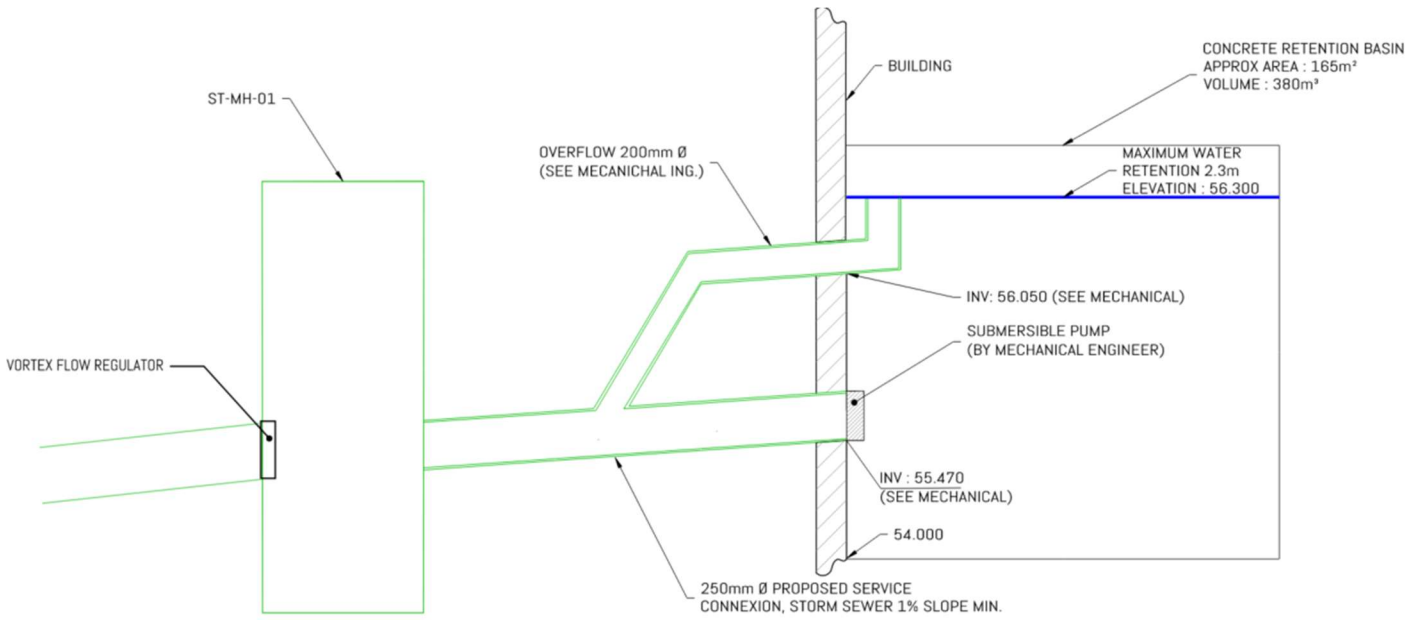 BUILDING
CONCRETE RETENTION BASIN
APPROX AREA : 165m²
VOLUME : 380m³
ST-MH-01
OVERFLOW 200mm Ø
(SEE MECANICHAL ING.)
MAXIMUM WATER
RETENTION 2.3m
ELEVATION : 56.300
INV: 56.050 (SEE MECHANICAL)
SUBMERSIBLE PUMP
(BY MECHANICAL ENGINEER)
VORTEX FLOW REGULATOR
INV : 55.470
(SEE MECHANICAL)
54.000
250mm Ø PROPOSED SERVICE
CONNEXION, STORM SEWER 1% SLOPE MIN.